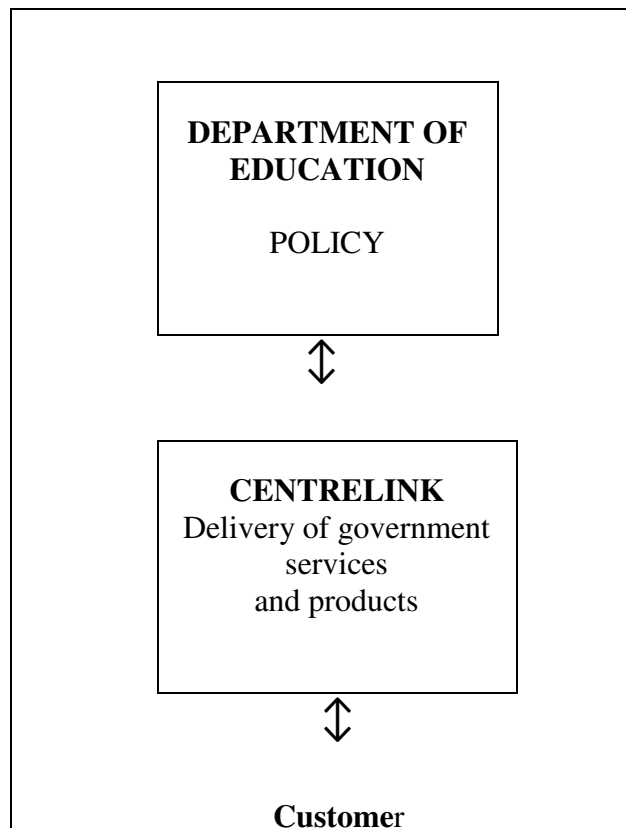 DEPARTMENT OF
EDUCATION
POLICY
↕
CENTRELINK
Delivery of government
services
and products
↕
Customer